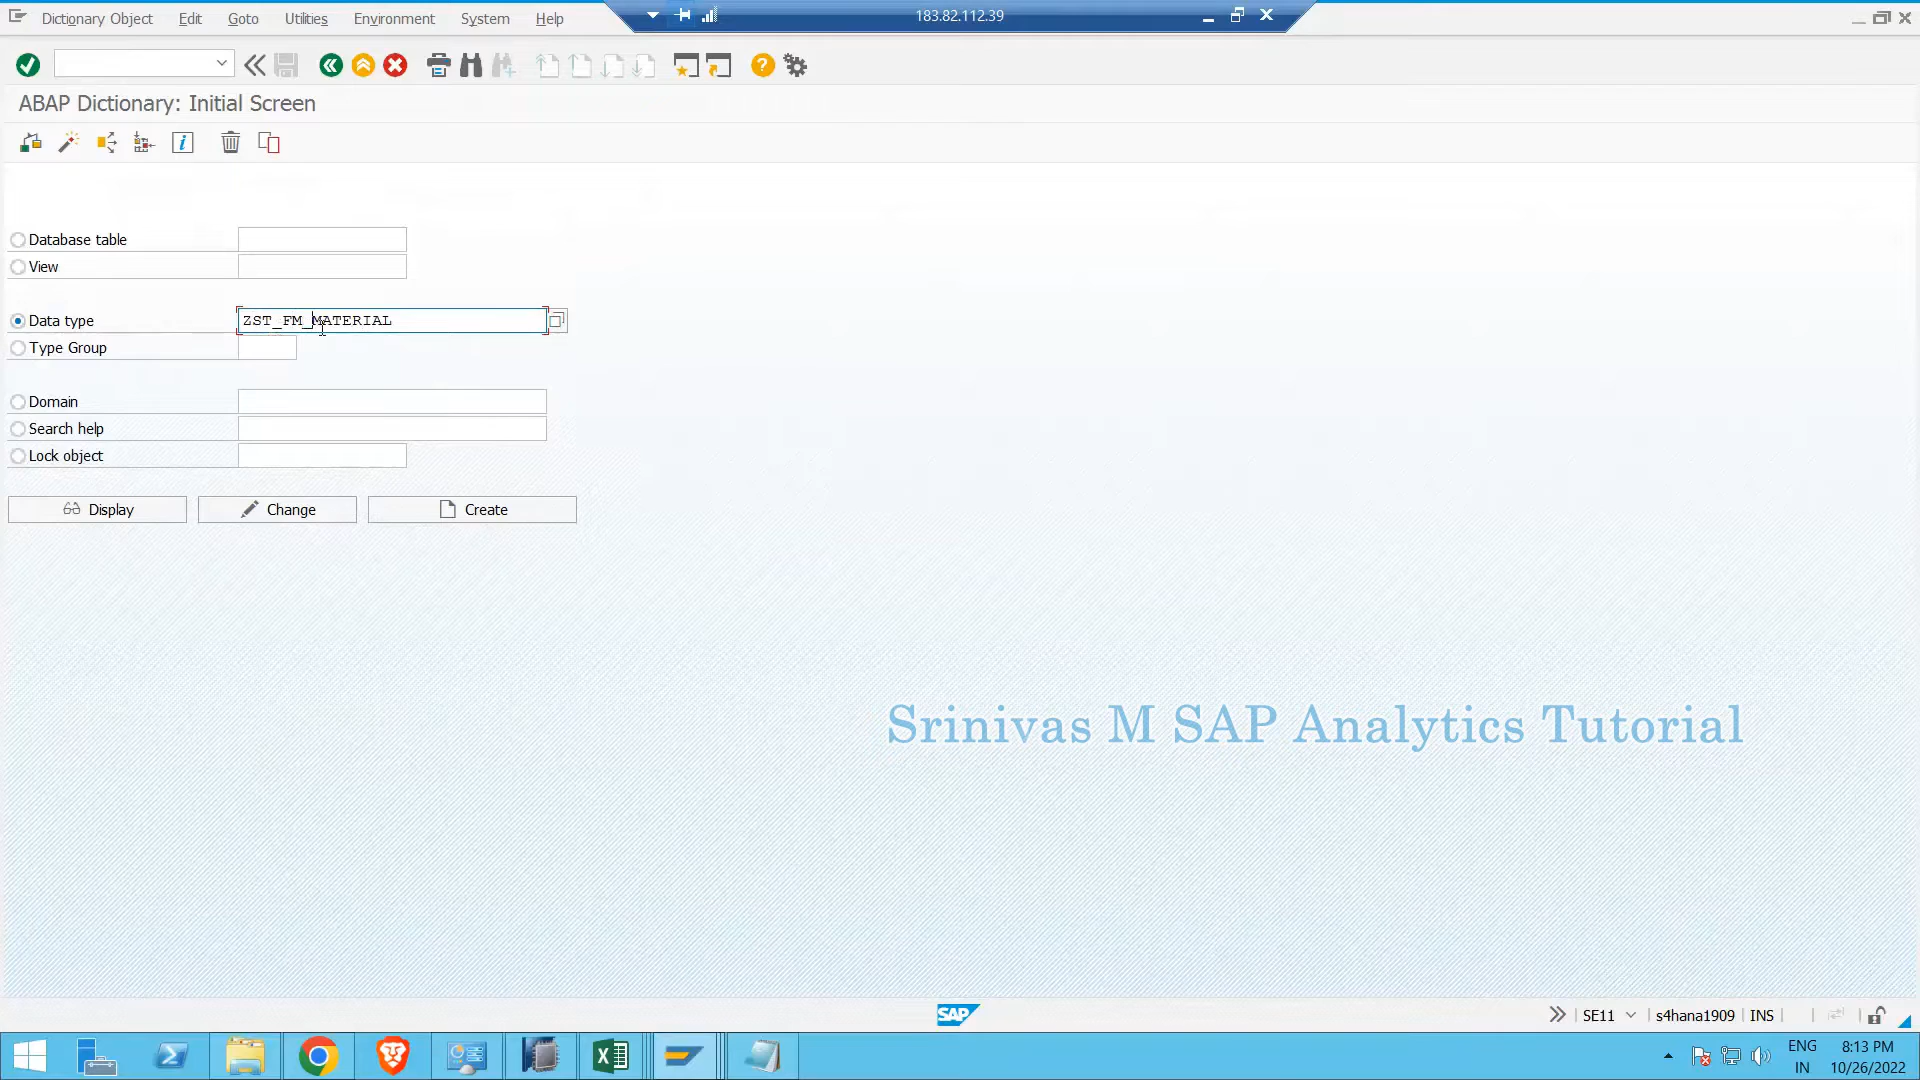 Dictionary Object Edit Goto Utilities Environment System Help
183.82.112.39
ABAP Dictionary: Initial Screen
Database table
View
Data type ZST_FM_MATERIAL
Type Group
Domain
Search help
Lock object
Display Change Create
Srinivas M SAP Analytics Tutorial
SAP
SE11 s4hana1909 INS
ENG 8:13 PM
IN 10/26/2022